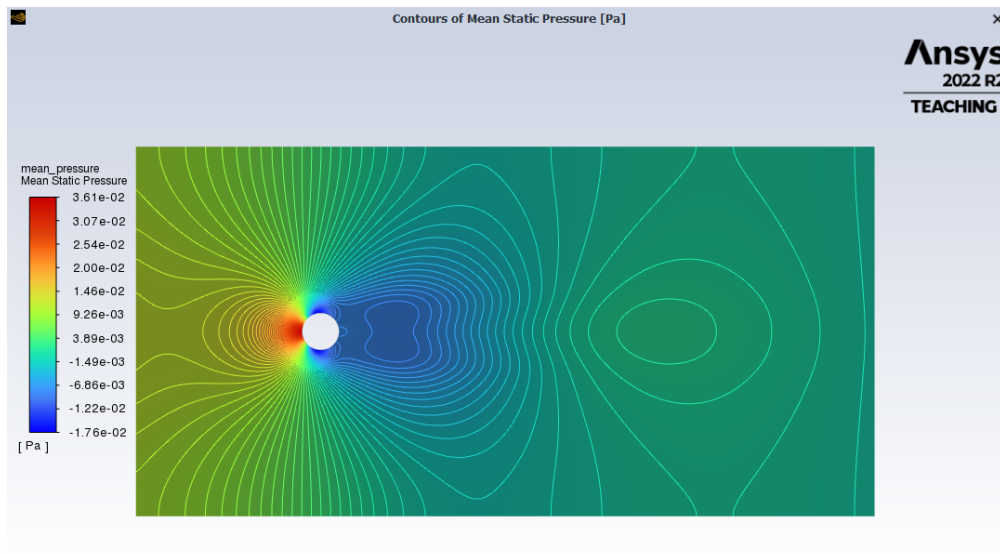 Contours of Mean Static Pressure [Pa]
Ansys
2022 R2
TEACHING
mean_pressure
Mean Static Pressure
3.61e-02
3.07e-02
2.54e-02
2.00e-02
1.46e-02
9.26e-03
3.89e-03
-1.49e-03
-6.86e-03
-1.22e-02
-1.76e-02
[ Pa ]